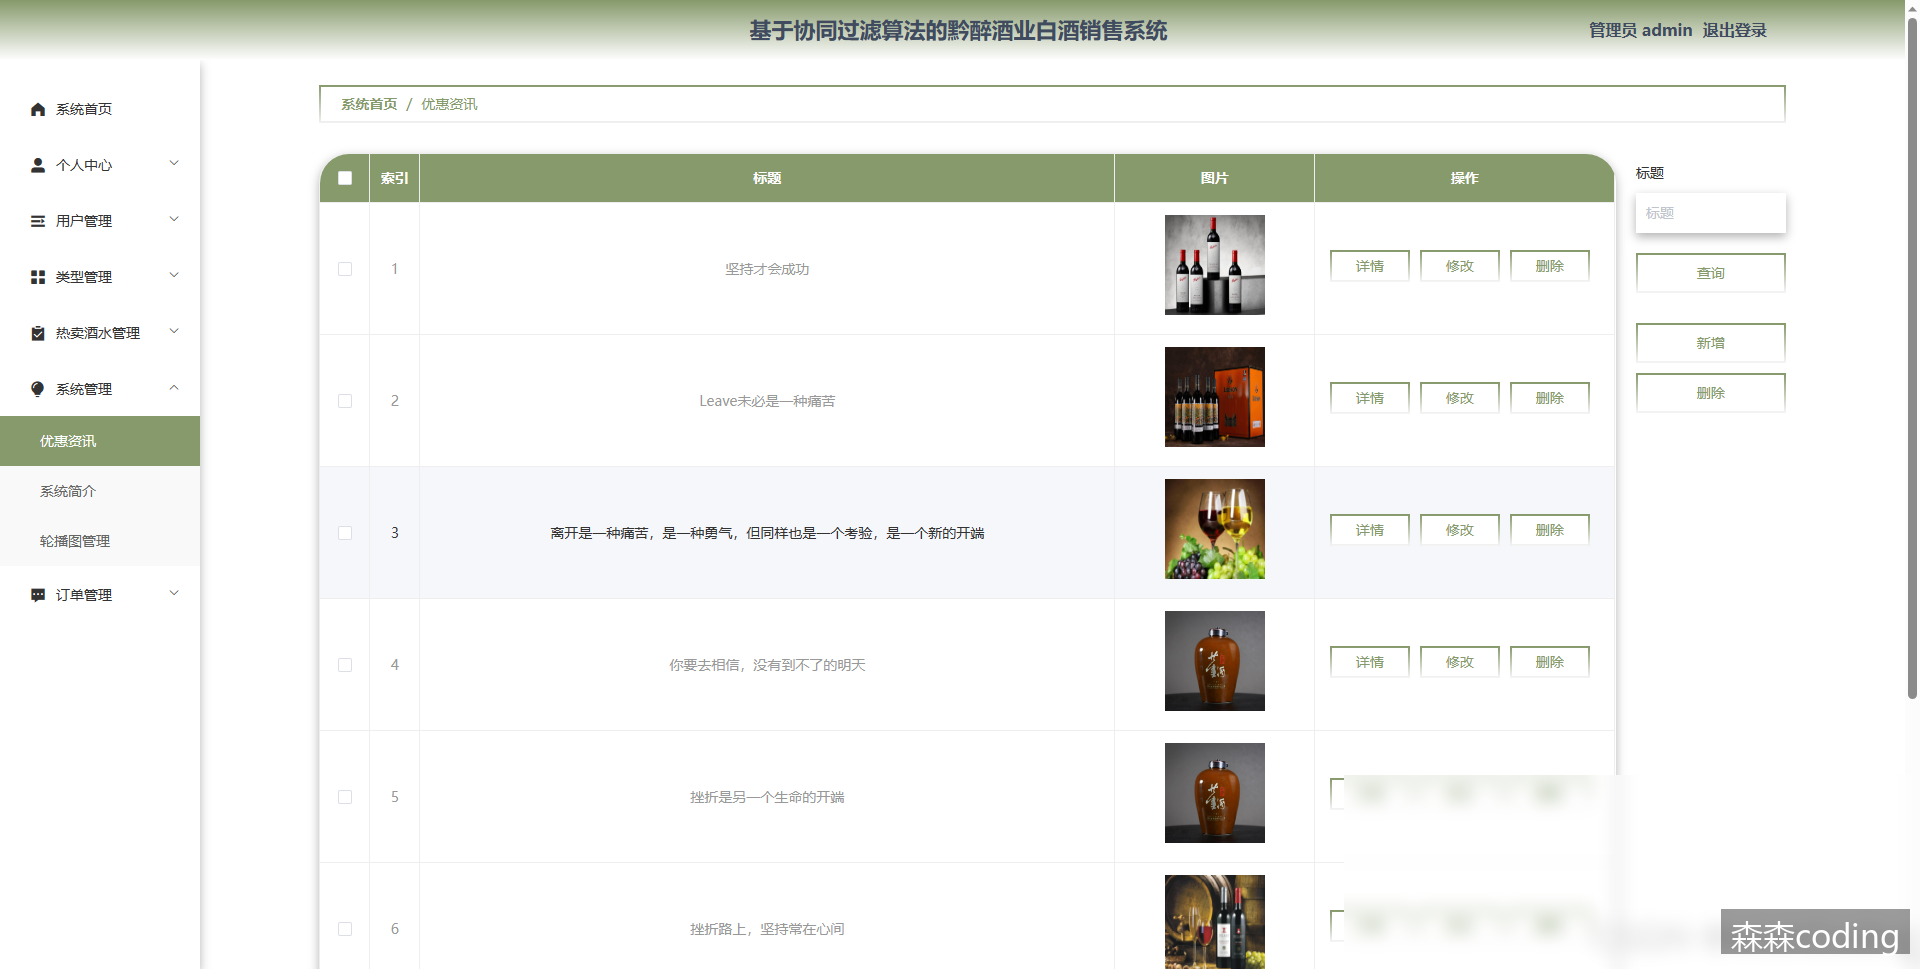 基于协同过滤算法的黔醉酒业白酒销售系统
管理员 admin 退出登录
系统首页
个人中心
用户管理
类型管理
热卖酒水管理
系统管理
优惠资讯
系统简介
轮播图管理
订单管理
系统首页 / 优惠资讯
索引 标题 图片 操作
1 坚持才会成功 详情 修改 删除
2 Leave未必是一种痛苦 详情 修改 删除
3 离开是一种痛苦，是一种勇气，但同样也是一个考验，是一个新的开端 详情 修改 删除
4 你要去相信，没有到不了的明天 详情 修改 删除
5 挫折是另一个生命的开端
6 挫折路上，坚持常在心间
标题
标题
查询
新增
删除
森森coding